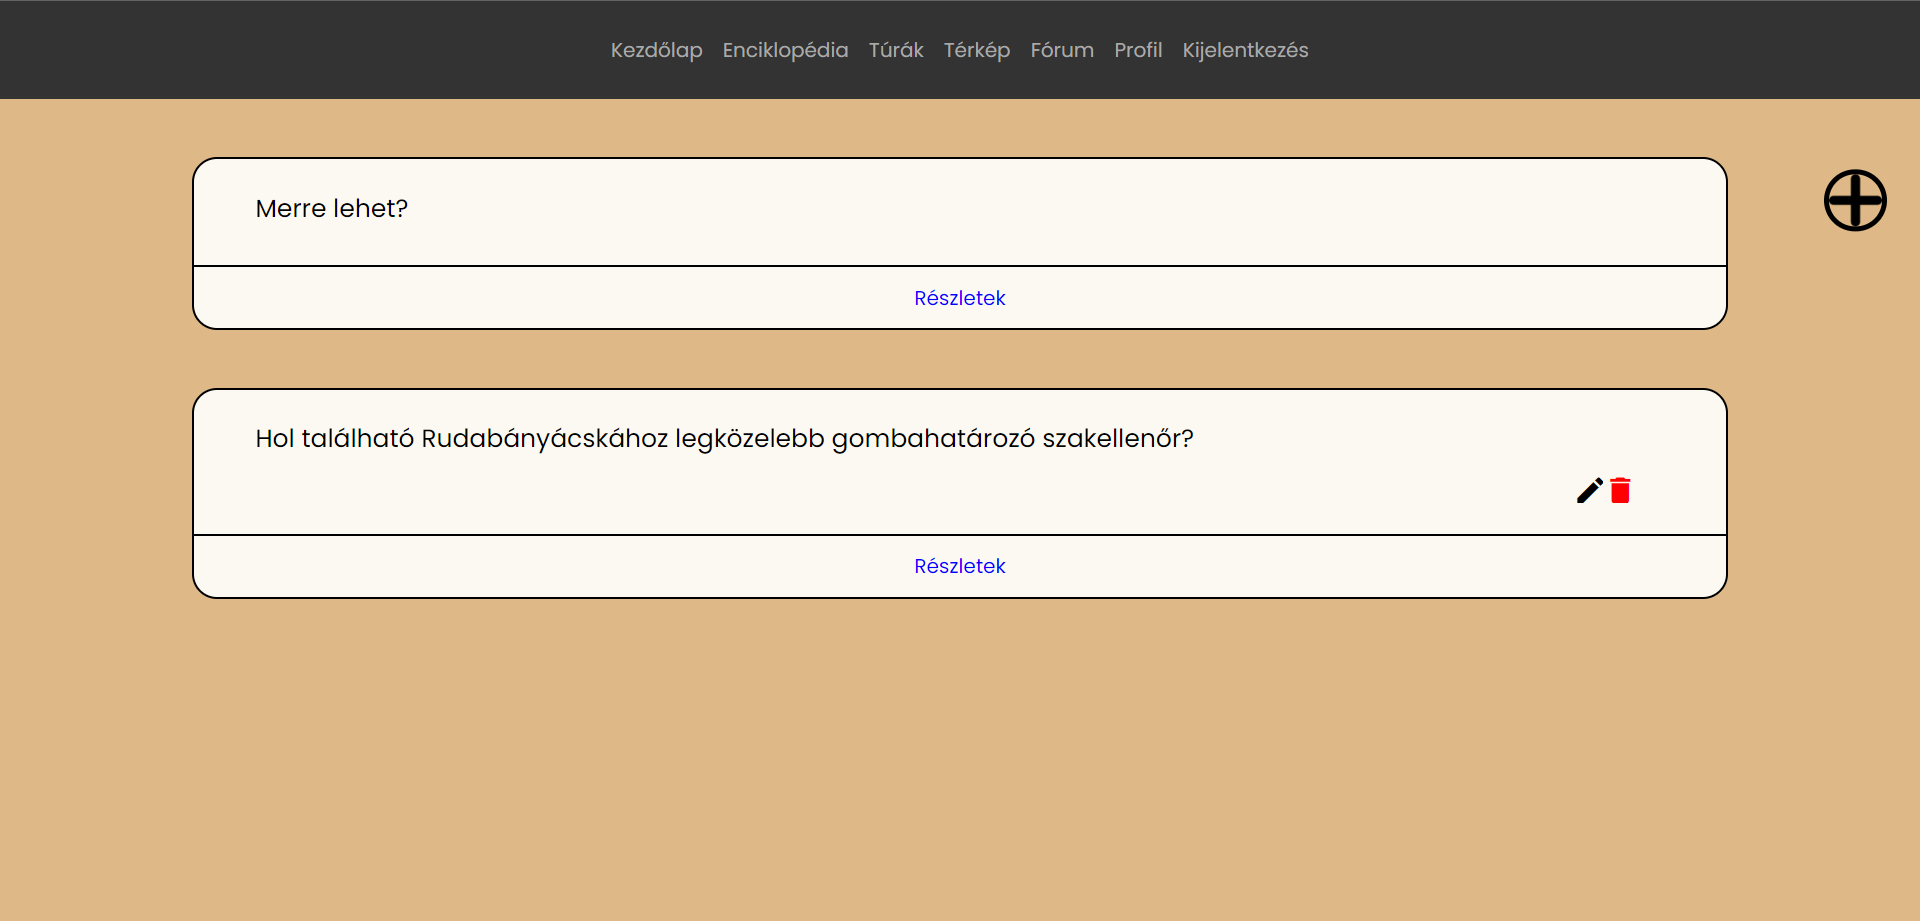 Kezdőlap Enciklopédia Túrák Térkép Fórum Profil Kijelentkezés
Merre lehet?
Részletek
Hol található Rudabányácskához legközelebb gombahatározó szakellenőr?
Részletek